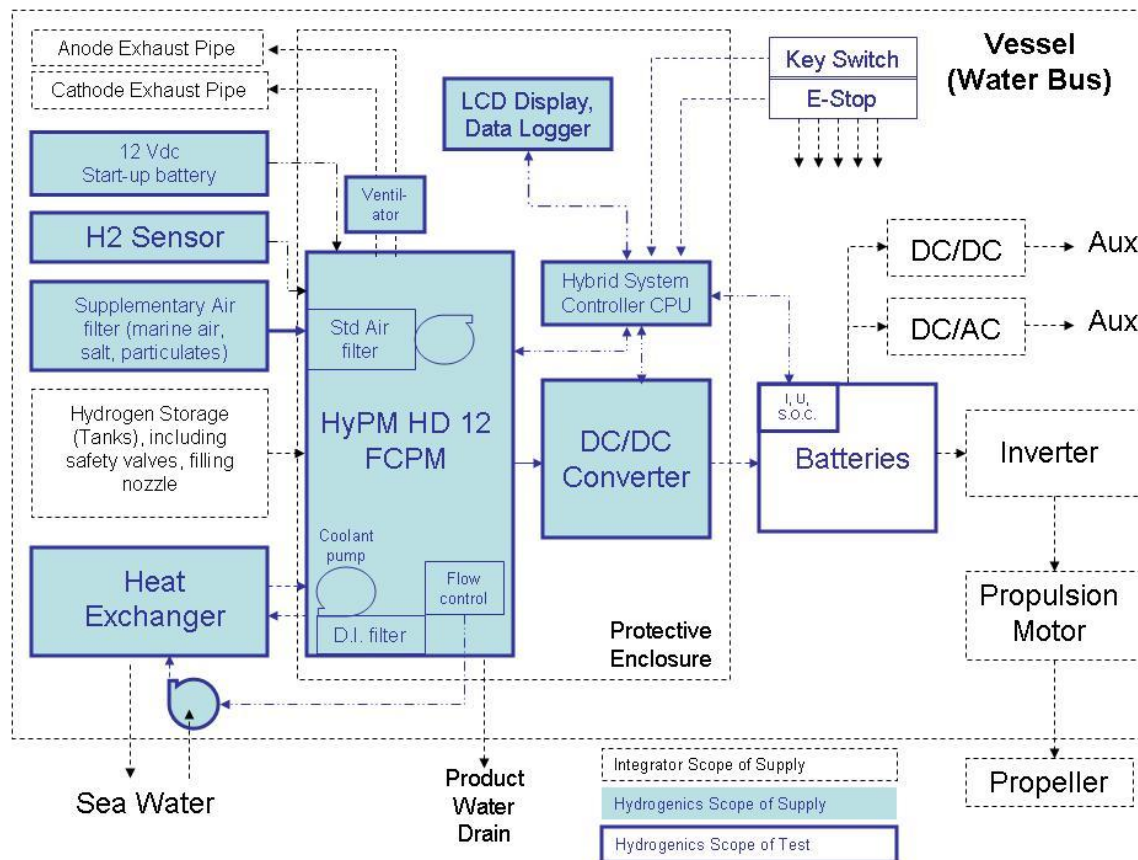 Anode Exhaust Pipe
Cathode Exhaust Pipe
12 Vdc
Start-up battery
H2 Sensor
Supplementary Air
filter (marine air,
salt, particulates)
Hydrogen Storage
(Tanks), including
safety valves, filling
nozzle
Heat
Exchanger
Sea Water
Ventil-
ator
Std Air
filter
HyPM HD 12
FCPM
Coolant
pump
Flow
control
D.I. filter
Product
Water
Drain
LCD Display,
Data Logger
Hybrid System
Controller CPU
DC/DC
Converter
Protective
Enclosure
Key Switch
E-Stop
Vessel
(Water Bus)
DC/DC
Aux
DC/AC
Aux
I, U,
S.O.C.
Batteries
Inverter
Propulsion
Motor
Propeller
Integrator Scope of Supply
Hydrogenics Scope of Supply
Hydrogenics Scope of Test